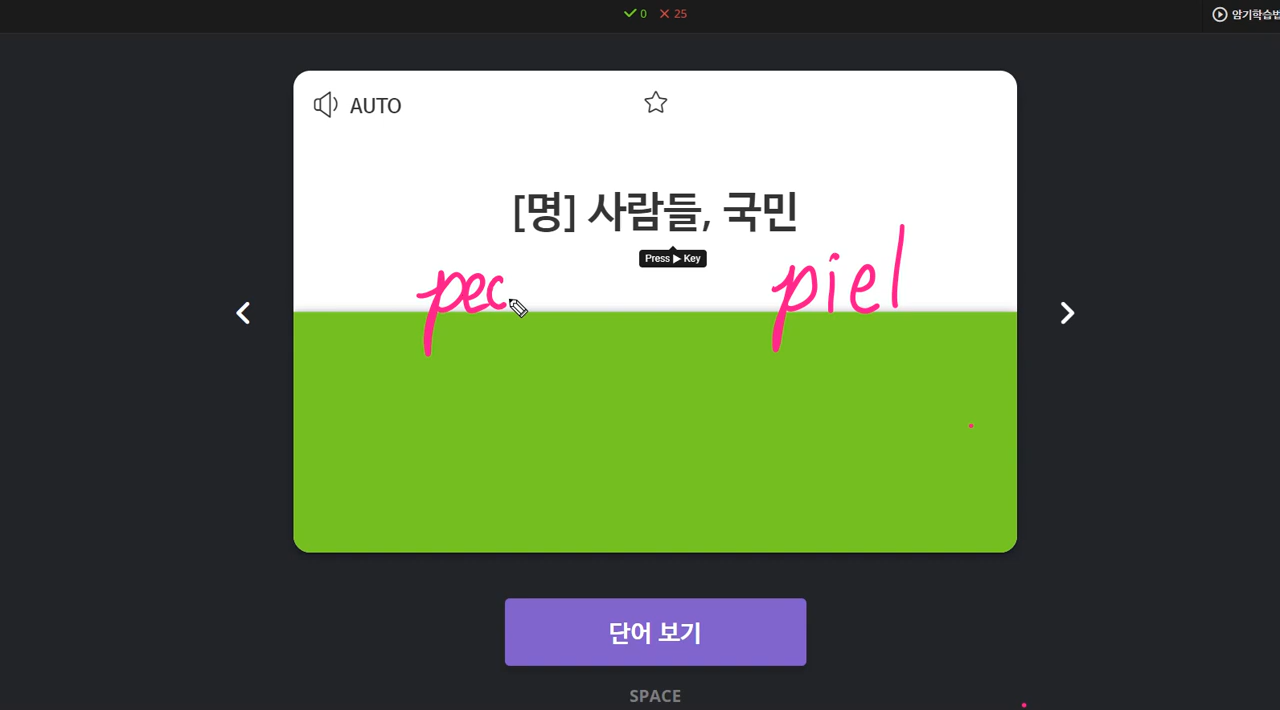 0 25
암기학습법
AUTO
[명] 사람들, 국민
Press ▶ Key
pec piel
단어 보기
SPACE